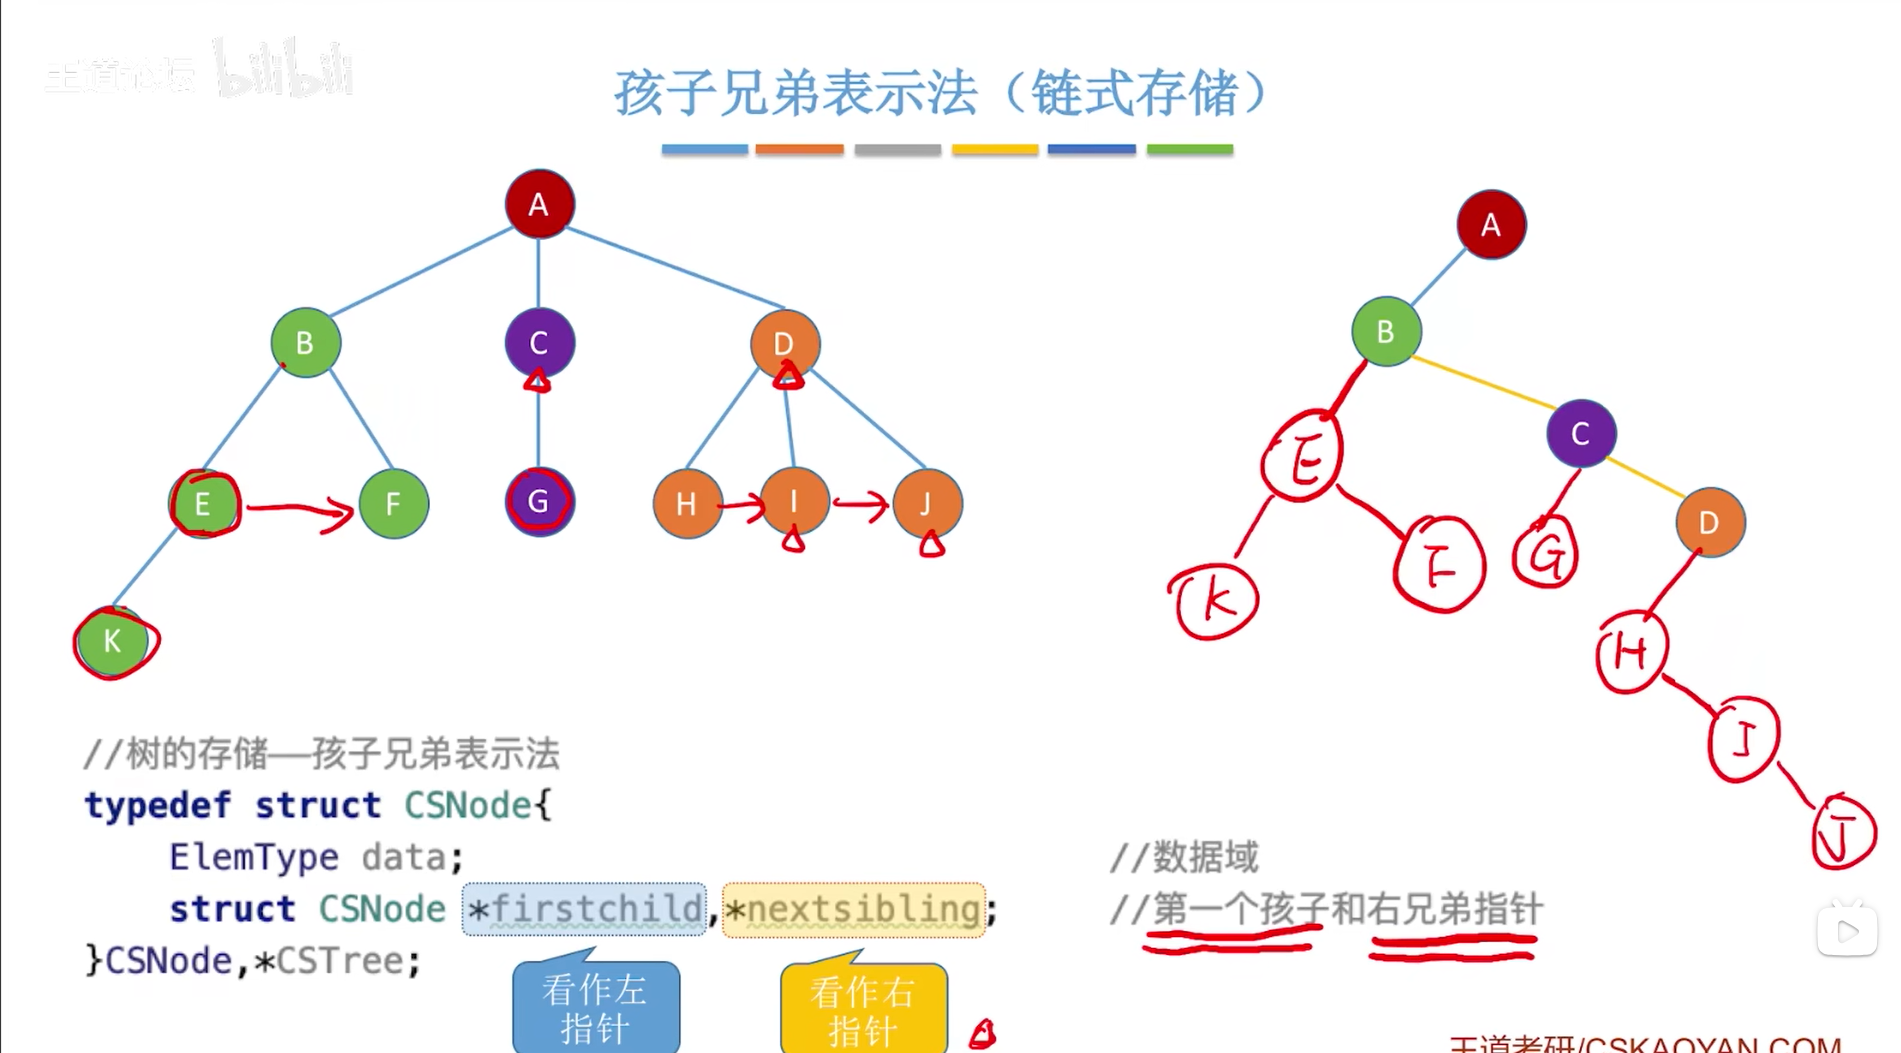 王道论坛 bilibili
孩子兄弟表示法（链式存储）
A
B C D
E F G H I J
K
A
B
C
E
D
K F G
H
I
J
//树的存储——孩子兄弟表示法
typedef struct CSNode{
ElemType data; //数据域
struct CSNode *firstchild,*nextsibling; //第一个孩子和右兄弟指针
}CSNode,*CSTree;
看作左
指针
看作右
指针
王道考研/CSKAOYAN.COM